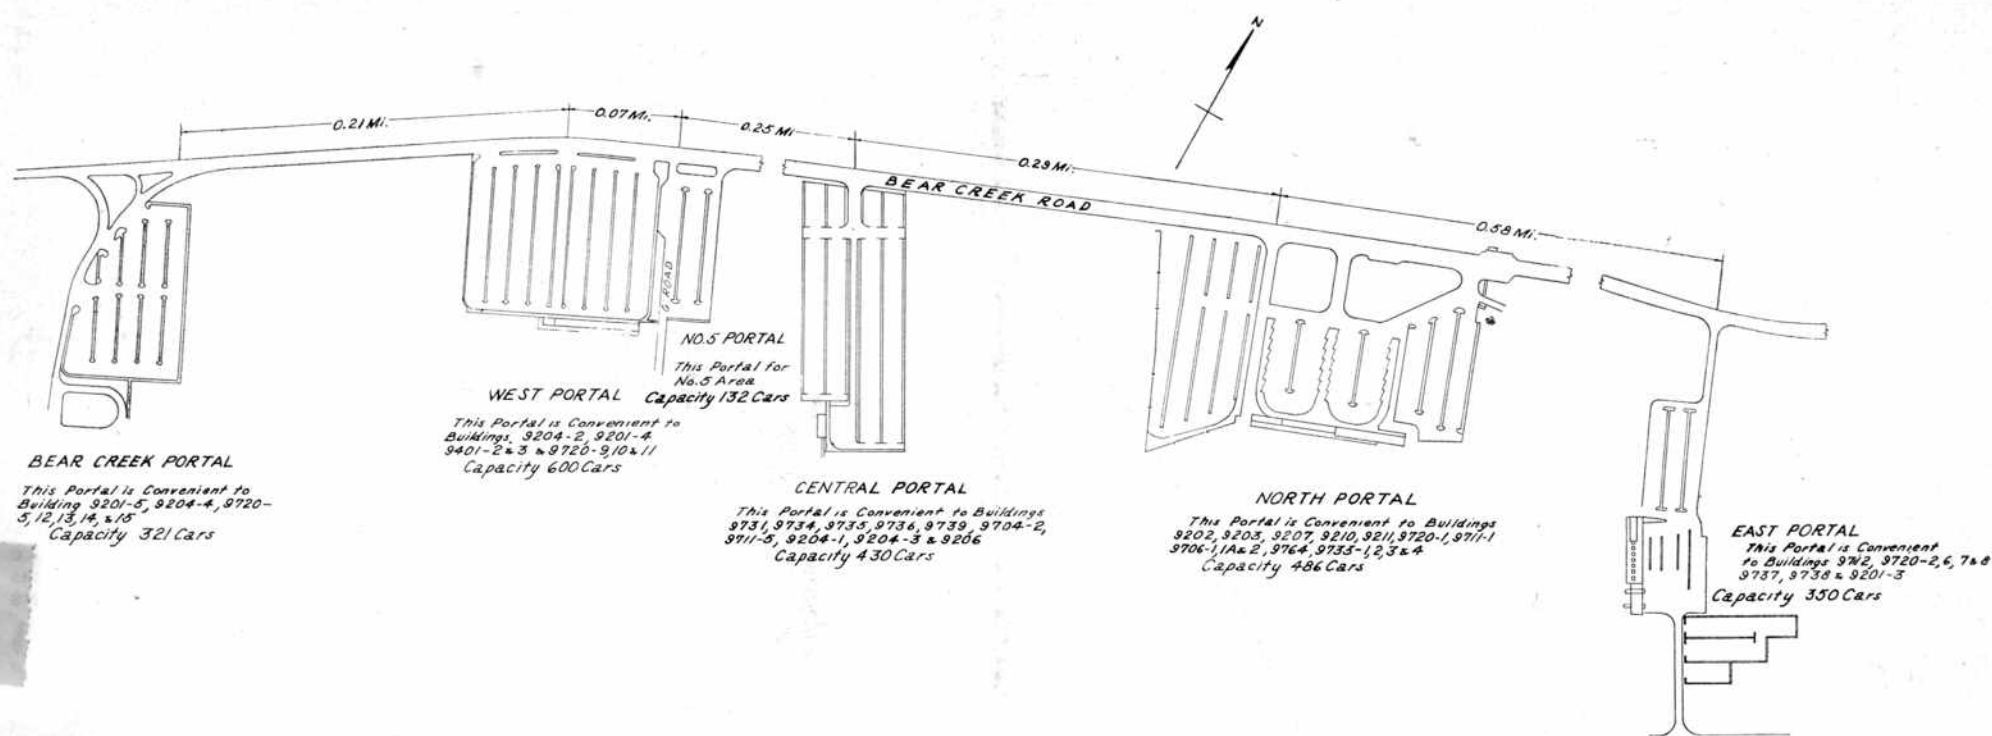 N
0.21 Mi.
0.07 Mi.
0.25 Mi
0.29 Mi.
0.58 Mi.
BEAR CREEK ROAD
G ROAD
BEAR CREEK PORTAL
This Portal is Convenient to
Building 9201-5, 9204-4, 9720-
5, 12, 13, 14, & 15
Capacity 321 Cars
WEST PORTAL
This Portal is Convenient to
Buildings, 9204-2, 9201-4
9401-2&3 & 9720-9,10&11
Capacity 600 Cars
NO.5 PORTAL
This Portal for
No.5 Area
Capacity 132 Cars
CENTRAL PORTAL
This Portal is Convenient to Buildings
9731, 9734, 9735, 9736, 9739, 9704-2,
9711-5, 9204-1, 9204-3 & 9206
Capacity 430 Cars
NORTH PORTAL
This Portal is Convenient to Buildings
9202, 9203, 9207, 9210, 9211, 9720-1, 9711-1
9706-1,1A&2, 9764, 9733-1,2,3&4
Capacity 486 Cars
EAST PORTAL
This Portal is Convenient
to Buildings 9720-2,6,7&8
9737, 9738 & 9201-3
Capacity 350 Cars